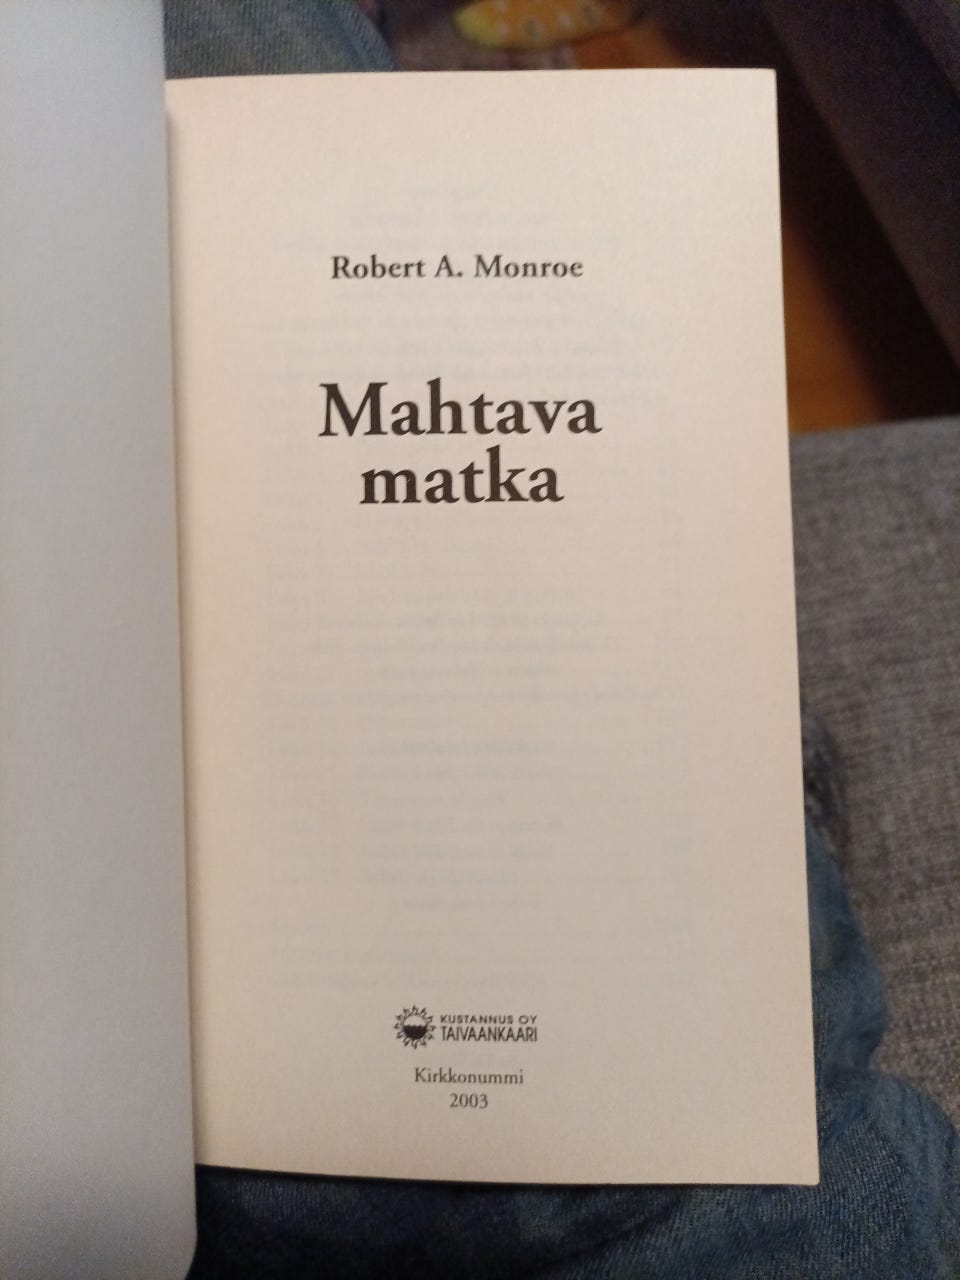 Robert A. Monroe
Mahtava
matka
KUSTANNUS OY
TAIVAANKAARI
Kirkkonummi
2003